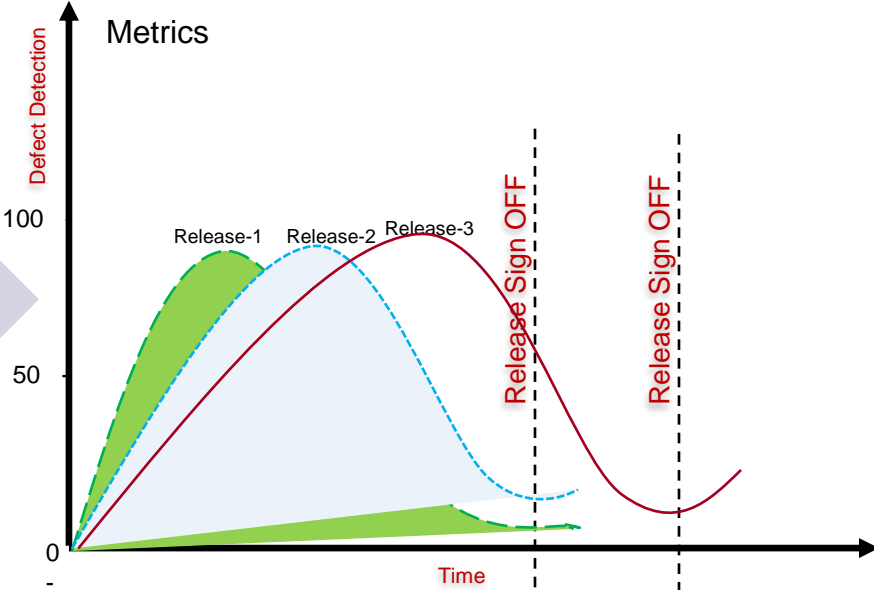 Metrics
Defect Detection
100
50
0
-
Release-1
Release-2
Release-3
Release Sign OFF
Release Sign OFF
Time